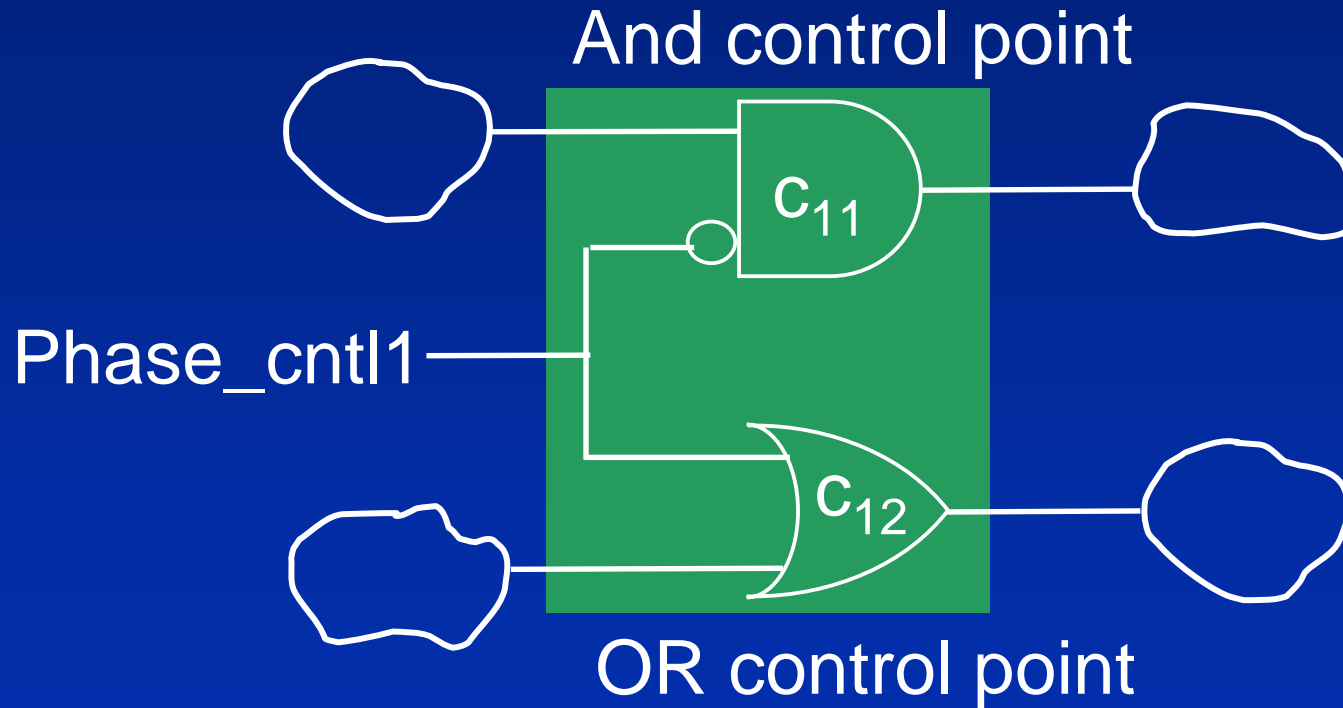 And control point
c₁₁
Phase_cntl1
c₁₂
OR control point